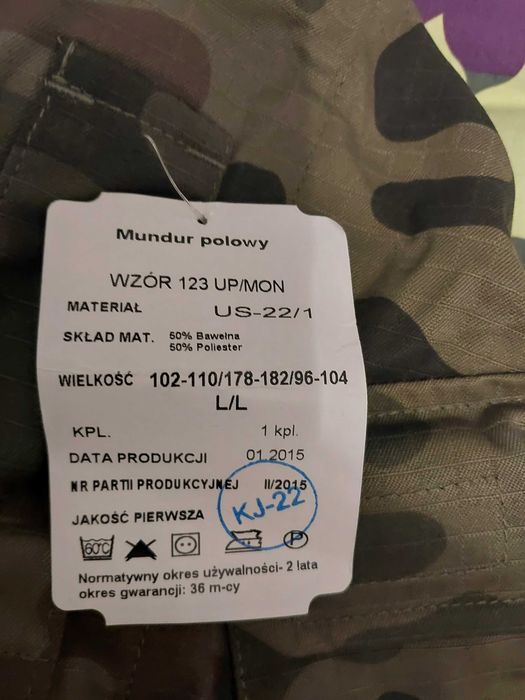 Mundur polowy
WZÓR 123 UP/MON
MATERIAŁ US-22/1
SKŁAD MAT. 50% Bawełna
50% Poliester
WIELKOŚĆ 102-110/178-182/96-104
L/L
KPL. 1 kpl.
DATA PRODUKCJI 01.2015
NR PARTII PRODUKCYJNEJ II/2015
KJ-22
JAKOŚĆ PIERWSZA
60°C P
Normatywny okres używalności- 2 lata
okres gwarancji: 36 m-cy